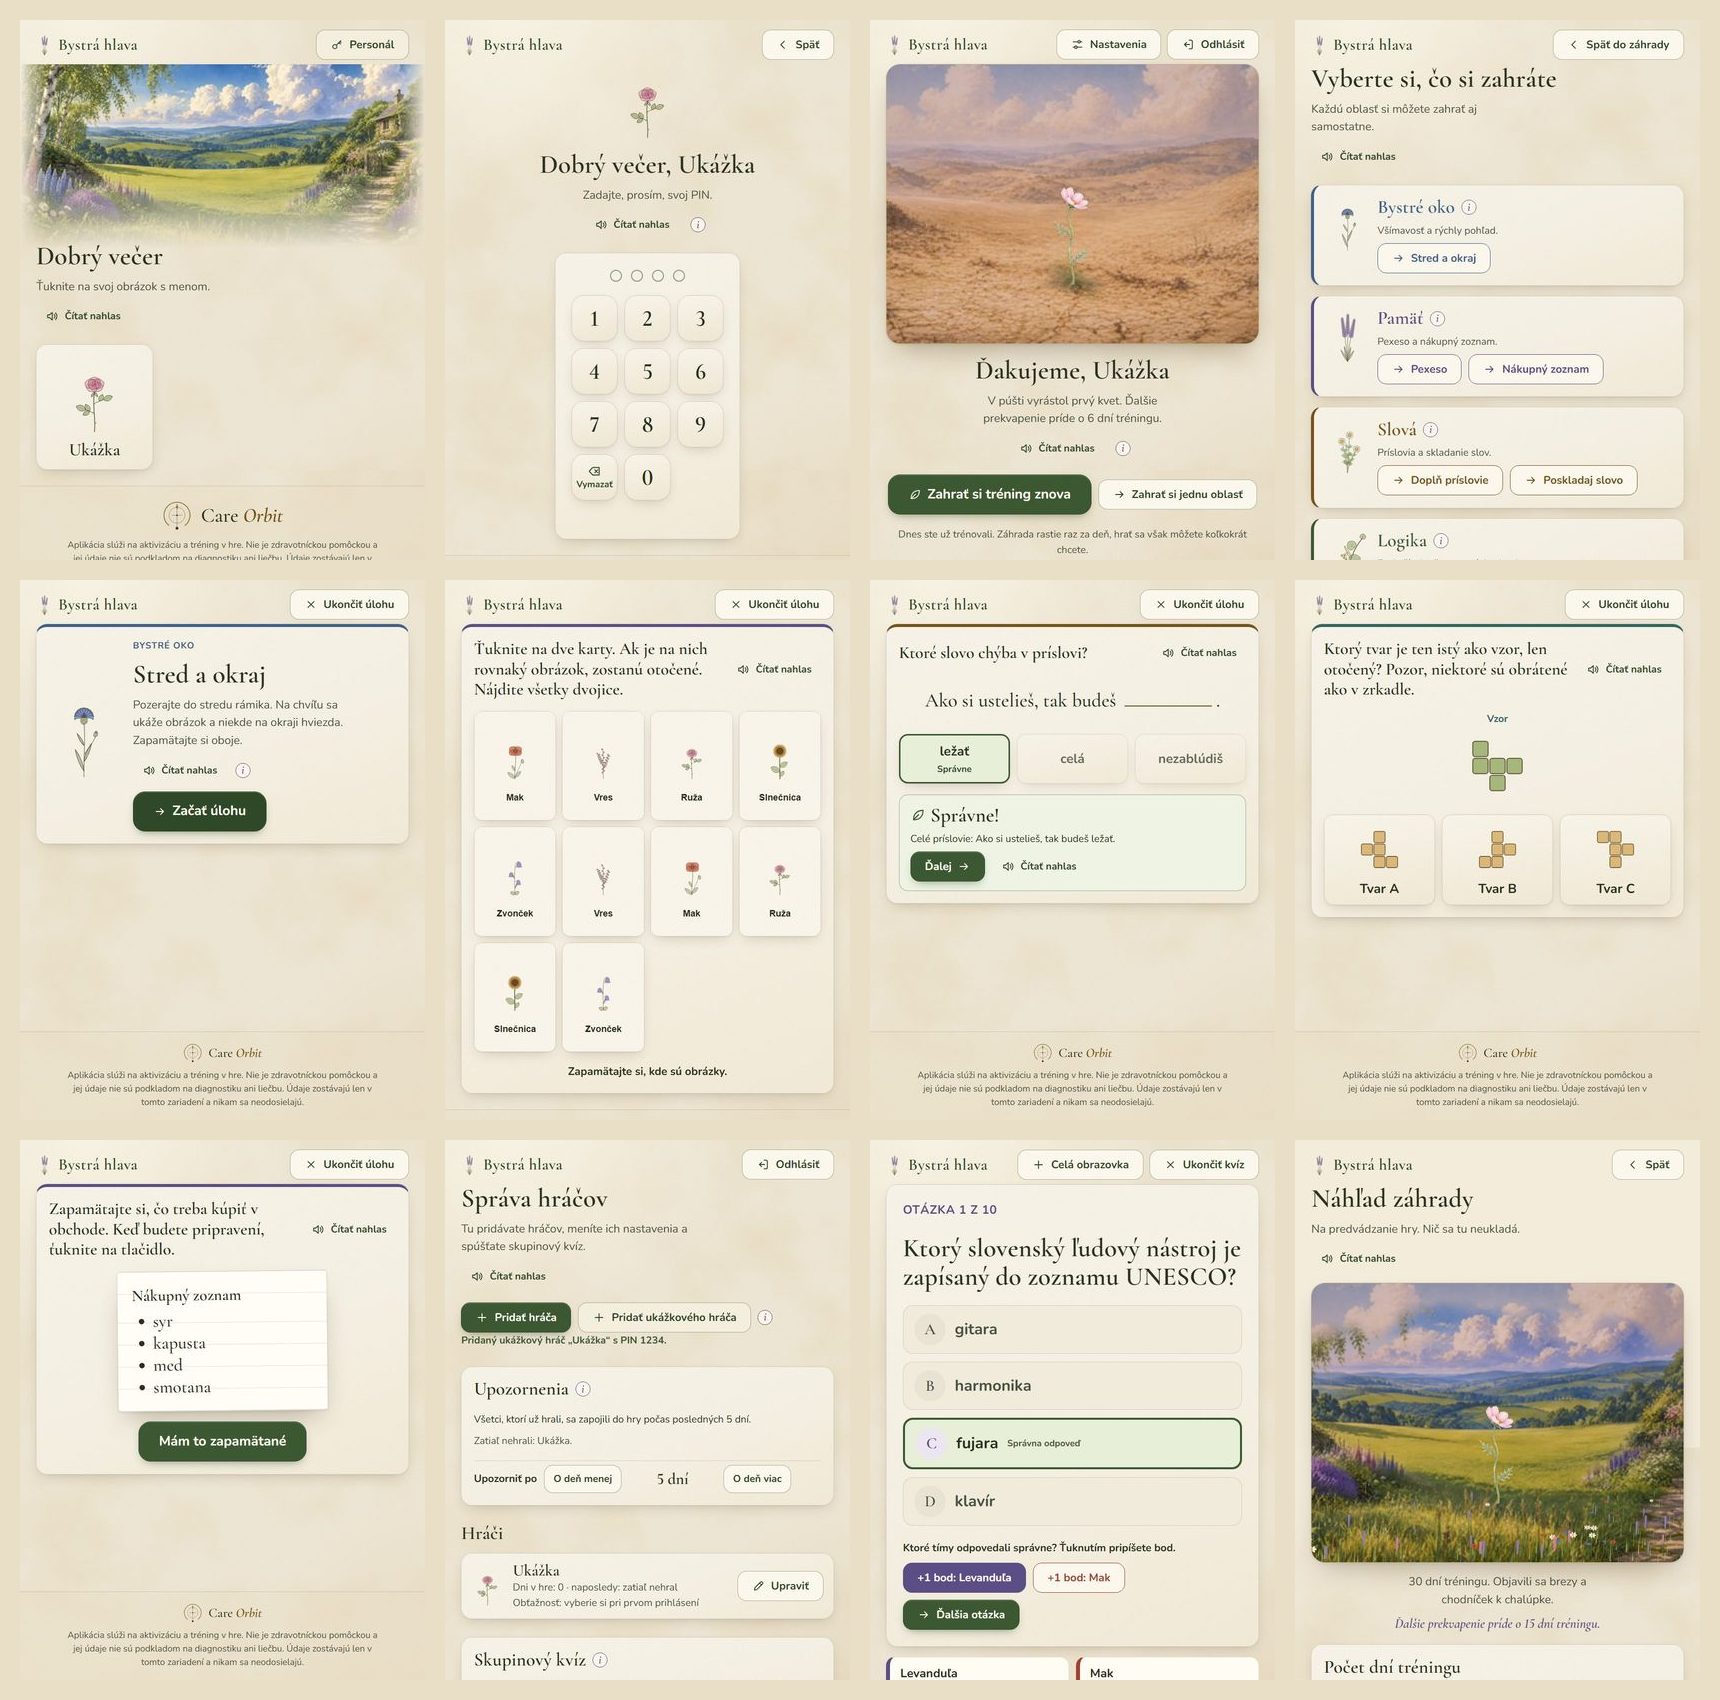 Bystrá hlava
Personál
Dobrý večer
Ťuknite na svoj obrázok s menom.
Čítať nahlas
Ukážka
Care Orbit
Aplikácia slúži na aktivizáciu a tréning v hre. Nie je zdravotníckou pomôckou a
jej údaje nie sú podkladom na diagnostiku ani liečbu. Údaje zostávajú len v
Bystrá hlava
Späť
Dobrý večer, Ukážka
Zadajte, prosím, svoj PIN.
Čítať nahlas
1 2 3
4 5 6
7 8 9
Vymazať 0
Bystrá hlava
Nastavenia
Odhlásiť
Ďakujeme, Ukážka
V púšti vyrástol prvý kvet. Ďalšie
prekvapenie príde o 6 dní tréningu.
Čítať nahlas
Zahrať si tréning znova
Zahrať si jednu oblasť
Dnes ste už trénovali. Záhrada rastie raz za deň, hrať sa však môžete koľkokrát
chcete.
Bystrá hlava
Späť do záhrady
Vyberte si, čo si zahráte
Každú oblasť si môžete zahrať aj
samostatne.
Čítať nahlas
Bystré oko
Všímavosť a rýchly pohľad.
Stred a okraj
Pamäť
Pexeso a nákupný zoznam.
Pexeso
Nákupný zoznam
Slová
Príslovia a skladanie slov.
Doplň príslovie
Poskladaj slovo
Logika
Bystrá hlava
Ukončiť úlohu
BYSTRÉ OKO
Stred a okraj
Pozerajte do stredu rámika. Na chvíľu sa
ukáže obrázok a niekde na okraji hviezda.
Zapamätajte si oboje.
Čítať nahlas
Začať úlohu
Care Orbit
Aplikácia slúži na aktivizáciu a tréning v hre. Nie je zdravotníckou pomôckou a
jej údaje nie sú podkladom na diagnostiku ani liečbu. Údaje zostávajú len v
tomto zariadení a nikam sa neodosielajú.
Bystrá hlava
Ukončiť úlohu
Ťuknite na dve karty. Ak je na nich
rovnaký obrázok, zostanú otočené.
Nájdite všetky dvojice.
Čítať nahlas
Mak Vres Ruža Slnečnica
Zvonček Vres Mak Ruža
Slnečnica Zvonček
Zapamätajte si, kde sú obrázky.
Bystrá hlava
Ukončiť úlohu
Ktoré slovo chýba v prísloví?
Čítať nahlas
Ako si ustelieš, tak budeš ________ .
ležať
Správne
celá
nezablúdiš
Správne!
Celé príslovie: Ako si ustelieš, tak budeš ležať.
Ďalej
Čítať nahlas
Care Orbit
Aplikácia slúži na aktivizáciu a tréning v hre. Nie je zdravotníckou pomôckou a
jej údaje nie sú podkladom na diagnostiku ani liečbu. Údaje zostávajú len v
tomto zariadení a nikam sa neodosielajú.
Bystrá hlava
Ukončiť úlohu
Ktorý tvar je ten istý ako vzor, len
otočený? Pozor, niektoré sú obrátené
ako v zrkadle.
Čítať nahlas
Vzor
Tvar A Tvar B Tvar C
Care Orbit
Aplikácia slúži na aktivizáciu a tréning v hre. Nie je zdravotníckou pomôckou a
jej údaje nie sú podkladom na diagnostiku ani liečbu. Údaje zostávajú len v
tomto zariadení a nikam sa neodosielajú.
Bystrá hlava
Ukončiť úlohu
Zapamätajte si, čo treba kúpiť v
obchode. Keď budete pripravení,
ťuknite na tlačidlo.
Čítať nahlas
Nákupný zoznam
• syr
• kapusta
• med
• smotana
Mám to zapamätané
Care Orbit
Aplikácia slúži na aktivizáciu a tréning v hre. Nie je zdravotníckou pomôckou a
jej údaje nie sú podkladom na diagnostiku ani liečbu. Údaje zostávajú len v
tomto zariadení a nikam sa neodosielajú.
Bystrá hlava
Odhlásiť
Správa hráčov
Tu pridávate hráčov, meníte ich nastavenia a
spúšťate skupinový kvíz.
Čítať nahlas
Pridať hráča
Pridať ukážkového hráča
Pridaný ukážkový hráč „Ukážka“ s PIN 1234.
Upozornenia
Všetci, ktorí už hrali, sa zapojili do hry počas posledných 5 dní.
Zatiaľ nehrali: Ukážka.
Upozorniť po
O deň menej
5 dní
O deň viac
Hráči
Ukážka
Dni v hre: 0 · naposledy: zatiaľ nehral
Obťažnosť: vyberie si pri prvom prihlásení
Upraviť
Skupinový kvíz
Bystrá hlava
Celá obrazovka
Ukončiť kvíz
OTÁZKA 1 Z 10
Ktorý slovenský ľudový nástroj je
zapísaný do zoznamu UNESCO?
A gitara
B harmonika
C fujara Správna odpoveď
D klavír
Ktoré tímy odpovedali správne? Ťuknutím pripíšete bod.
+1 bod: Levanduľa
+1 bod: Mak
Ďalšia otázka
Levanduľa
Mak
Bystrá hlava
Späť
Náhľad záhrady
Na predvádzanie hry. Nič sa tu neukladá.
Čítať nahlas
30 dní tréningu. Objavili sa brezy a
chodníček k chalúpke.
Ďalšie prekvapenie príde o 15 dní tréningu.
Počet dní tréningu